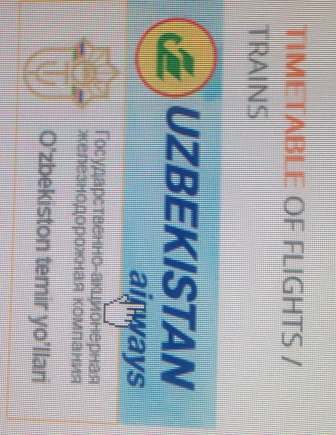 TIMETABLE OF FLIGHTS /
TRAINS
UZBEKISTAN
airways
Государственно-акционерная
железнодорожная компания
O'zbekiston temir yo'llari